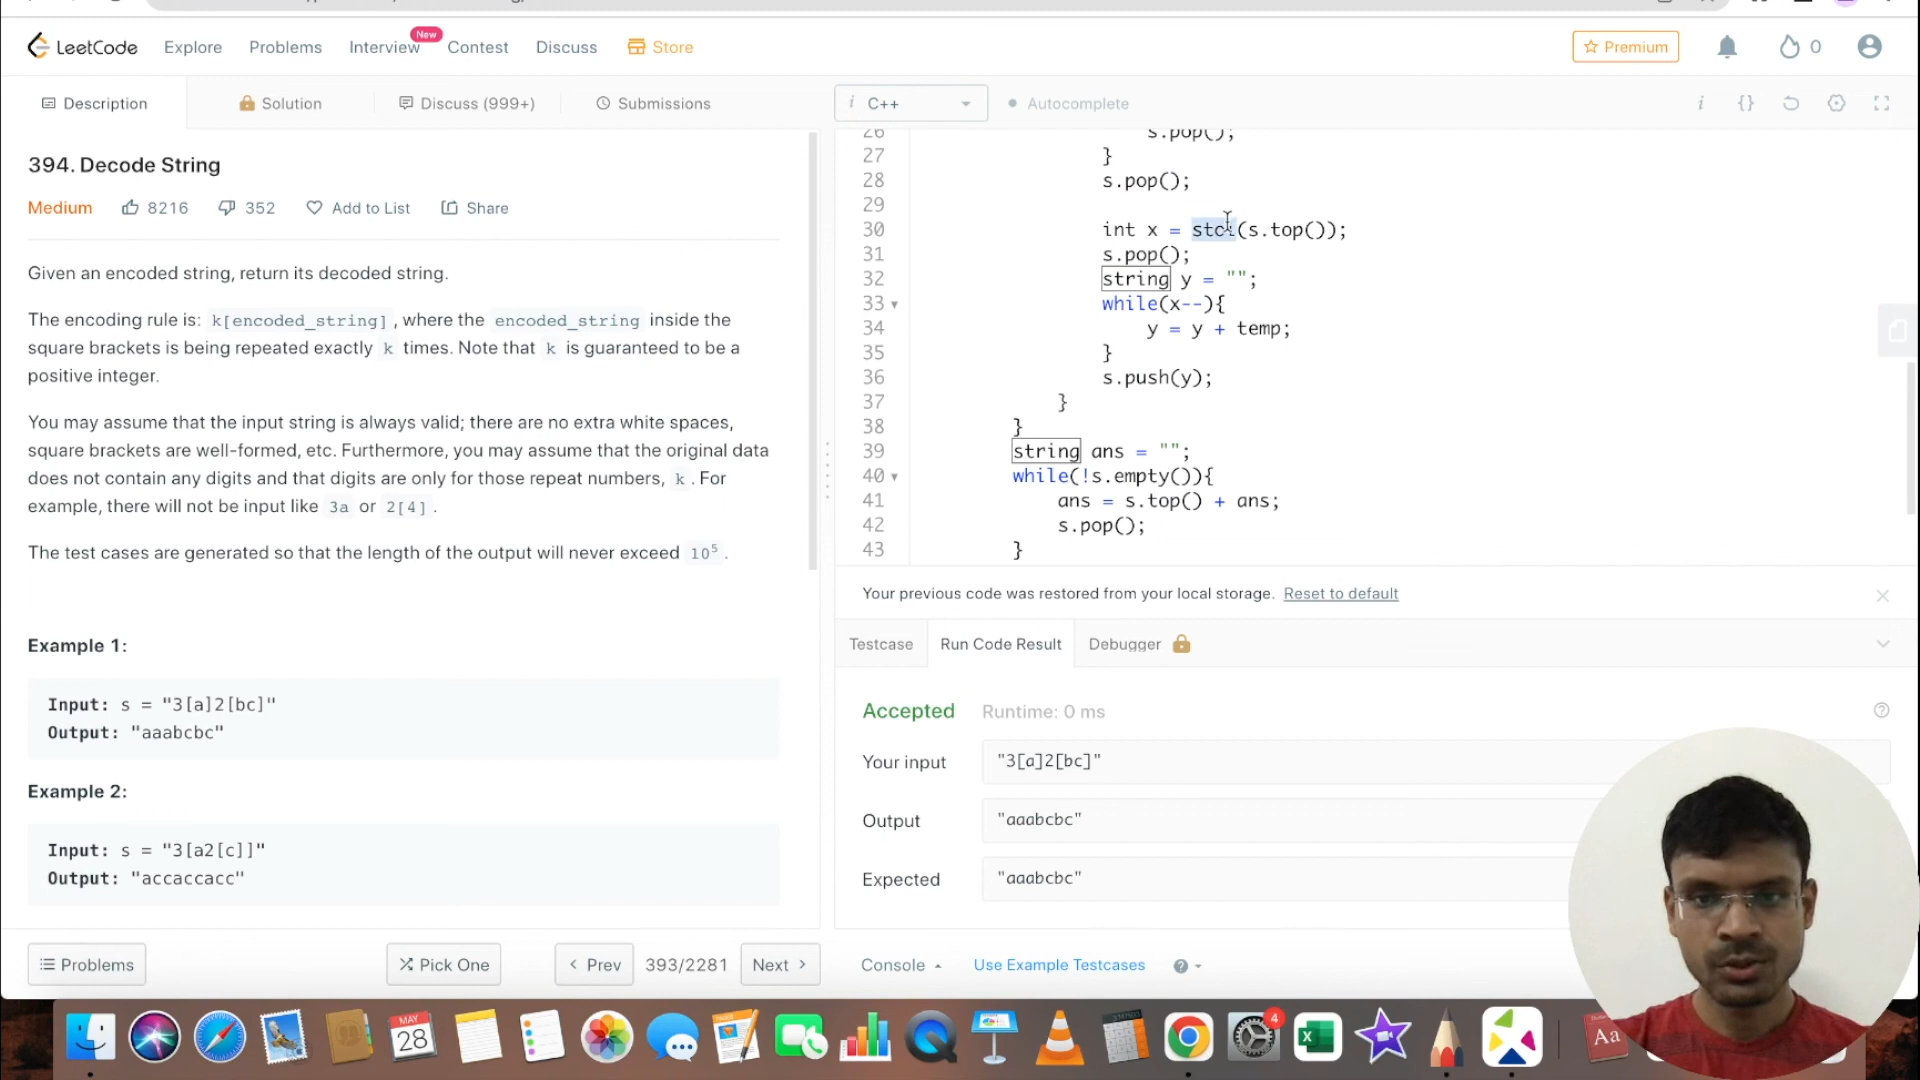 LeetCode Explore Problems Interview New Contest Discuss Store Premium 0
Description Solution Discuss (999+) Submissions
i C++ Autocomplete i {}
394. Decode String
Medium 8216 352 Add to List Share
Given an encoded string, return its decoded string.
The encoding rule is: k[encoded_string], where the encoded_string inside the
square brackets is being repeated exactly k times. Note that k is guaranteed to be a
positive integer.
You may assume that the input string is always valid; there are no extra white spaces,
square brackets are well-formed, etc. Furthermore, you may assume that the original data
does not contain any digits and that digits are only for those repeat numbers, k. For
example, there will not be input like 3a or 2[4].
The test cases are generated so that the length of the output will never exceed 10⁵.
Example 1:
Input: s = "3[a]2[bc]"
Output: "aaabcbc"
Example 2:
Input: s = "3[a2[c]]"
Output: "accaccacc"
Problems Pick One Prev 393/2281 Next
26 s.pop();
27 }
28 s.pop();
29
30 int x = stoi(s.top());
31 s.pop();
32 string y = "";
33 while(x--){
34 y = y + temp;
35 }
36 s.push(y);
37 }
38 }
39 string ans = "";
40 while(!s.empty()){
41 ans = s.top() + ans;
42 s.pop();
43 }
Your previous code was restored from your local storage. Reset to default
Testcase Run Code Result Debugger
Accepted Runtime: 0 ms
Your input "3[a]2[bc]"
Output "aaabcbc"
Expected "aaabcbc"
Console Use Example Testcases
MAY
28
4
Aa